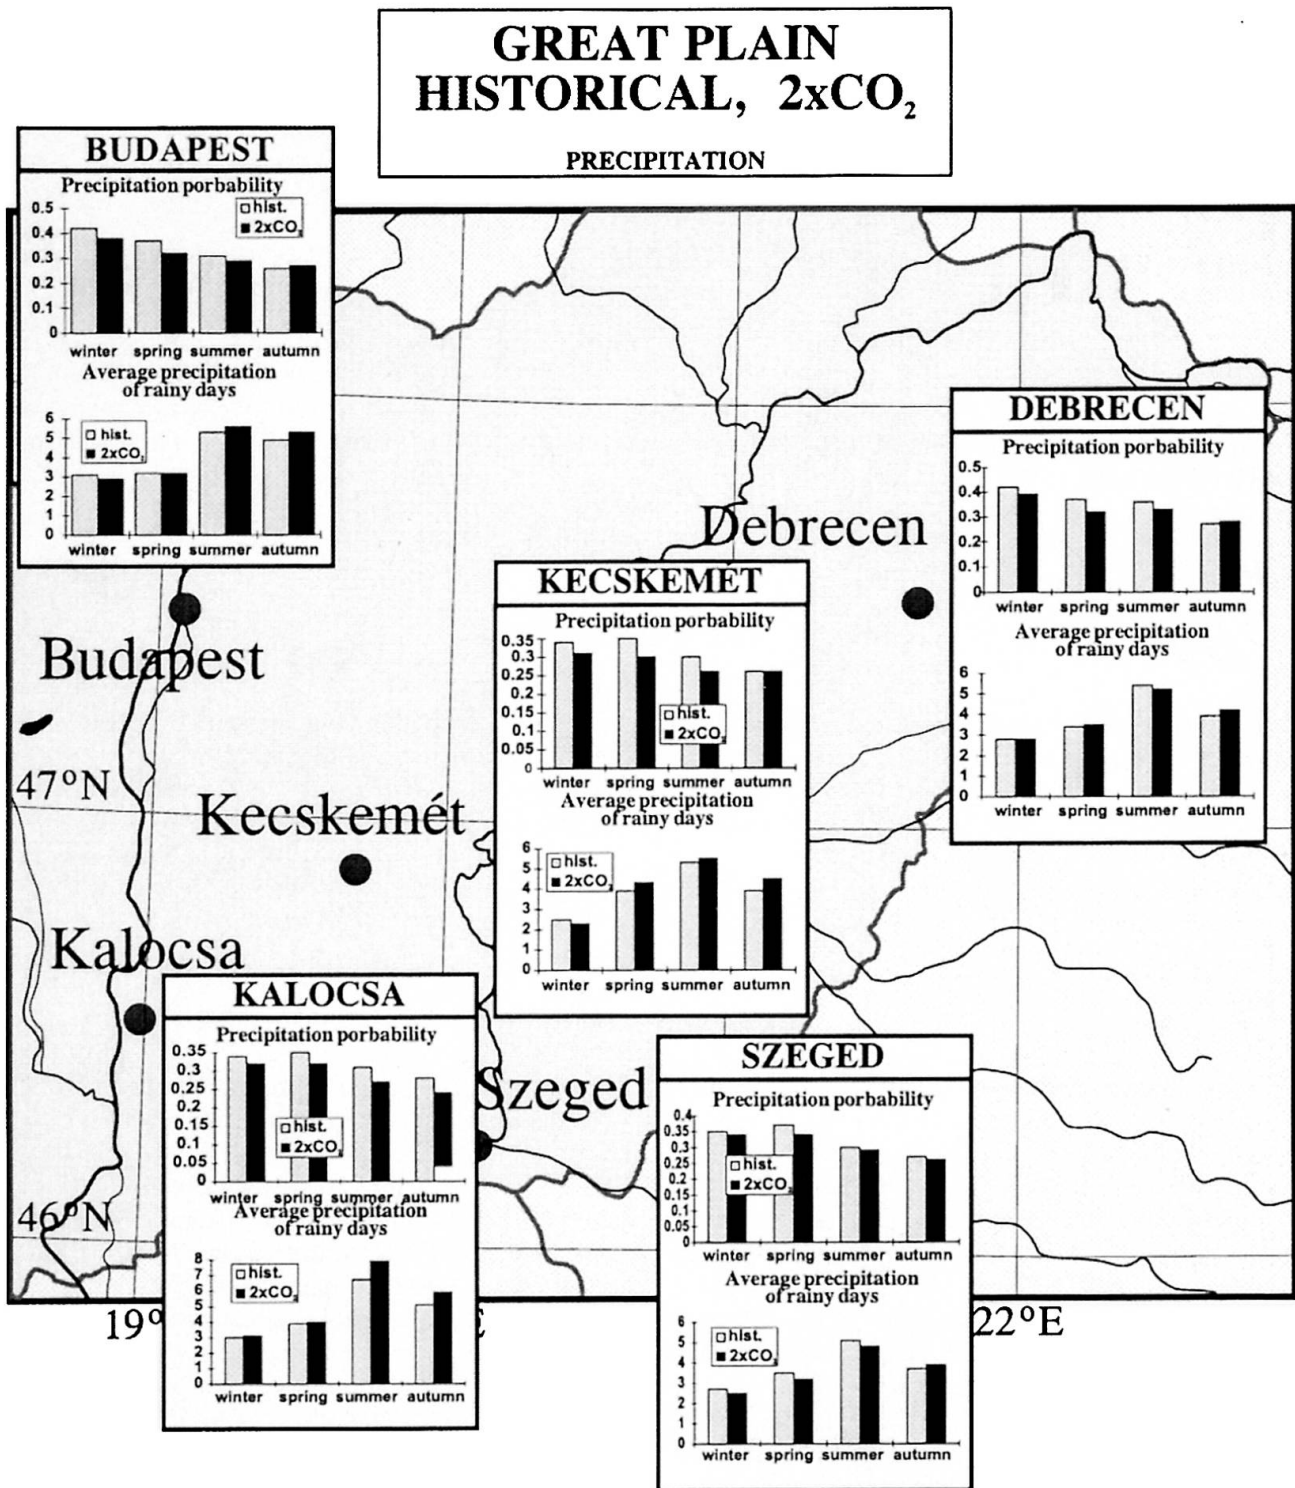 GREAT PLAIN
HISTORICAL, 2xCO₂
PRECIPITATION
BUDAPEST
Precipitation porbability
0.5
0.4
0.3
0.2
0.1
0
hist.
2xCO₂
winter spring summer autumn
Average precipitation
of rainy days
6
5
4
3
2
1
0
hist.
2xCO₂
winter spring summer autumn
DEBRECEN
Precipitation porbability
0.5
0.4
0.3
0.2
0.1
0
winter spring summer autumn
Average precipitation
of rainy days
6
5
4
3
2
1
0
winter spring summer autumn
Debrecen
KECSKEMÉT
Precipitation porbability
0.35
0.3
0.25
0.2
0.15
0.1
0.05
0
hist.
2xCO₂
winter spring summer autumn
Average precipitation
of rainy days
6
5
4
3
2
1
0
hist.
2xCO₂
winter spring summer autumn
Budapest
47°N
Kecskemét
Kalocsa
KALOCSA
Precipitation porbability
0.35
0.3
0.25
0.2
0.15
0.1
0.05
0
hist.
2xCO₂
winter spring summer autumn
Average precipitation
of rainy days
8
7
6
5
4
3
2
1
0
hist.
2xCO₂
winter spring summer autumn
Szeged
SZEGED
Precipitation porbability
0.4
0.35
0.3
0.25
0.2
0.15
0.1
0.05
0
hist.
2xCO₂
winter spring summer autumn
Average precipitation
of rainy days
6
5
4
3
2
1
0
hist.
2xCO₂
winter spring summer autumn
46°N
19°
E
22°E